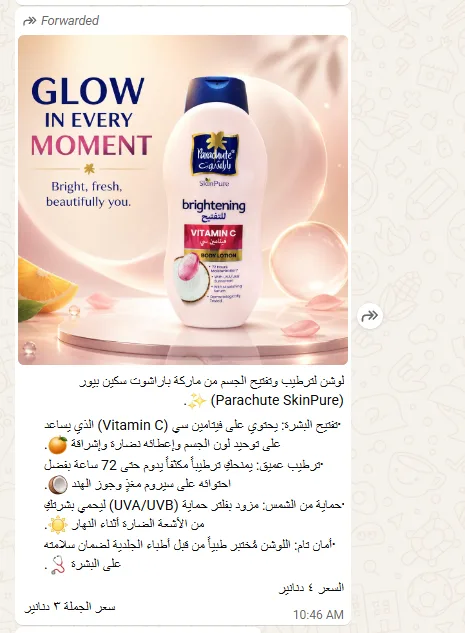 Forwarded
GLOW
IN EVERY
MOMENT
Bright, fresh,
beautifully you.
Parachute
باراشوت
SkinPure
brightening
للتفتيح
VITAMIN C
فيتامين سي
BODY LOTION
لوشن لترطيب وتفتيح الجسم من ماركة باراشوت سكين بيور
(Parachute SkinPure) ✨.
•تفتيح البشرة: يحتوي على فيتامين سي (Vitamin C) الذي يساعد
على توحيد لون الجسم وإعطائه نضارة وإشراقة 🍊.
•ترطيب عميق: يمنحكِ ترطيباً مكثفاً يدوم حتى 72 ساعة بفضل
احتوائه على سيروم مغذٍ وجوز الهند 🥥.
•حماية من الشمس: مزود بفلتر حماية (UVA/UVB) ليحمي بشرتكِ
من الأشعة الضارة أثناء النهار ☀️.
•أمان تام: اللوشن مُختبر طبياً من قبل أطباء الجلدية لضمان سلامته
على البشرة 🩺.
السعر ٤ دنانير
سعر الجملة ٣ دنانير
10:46 AM